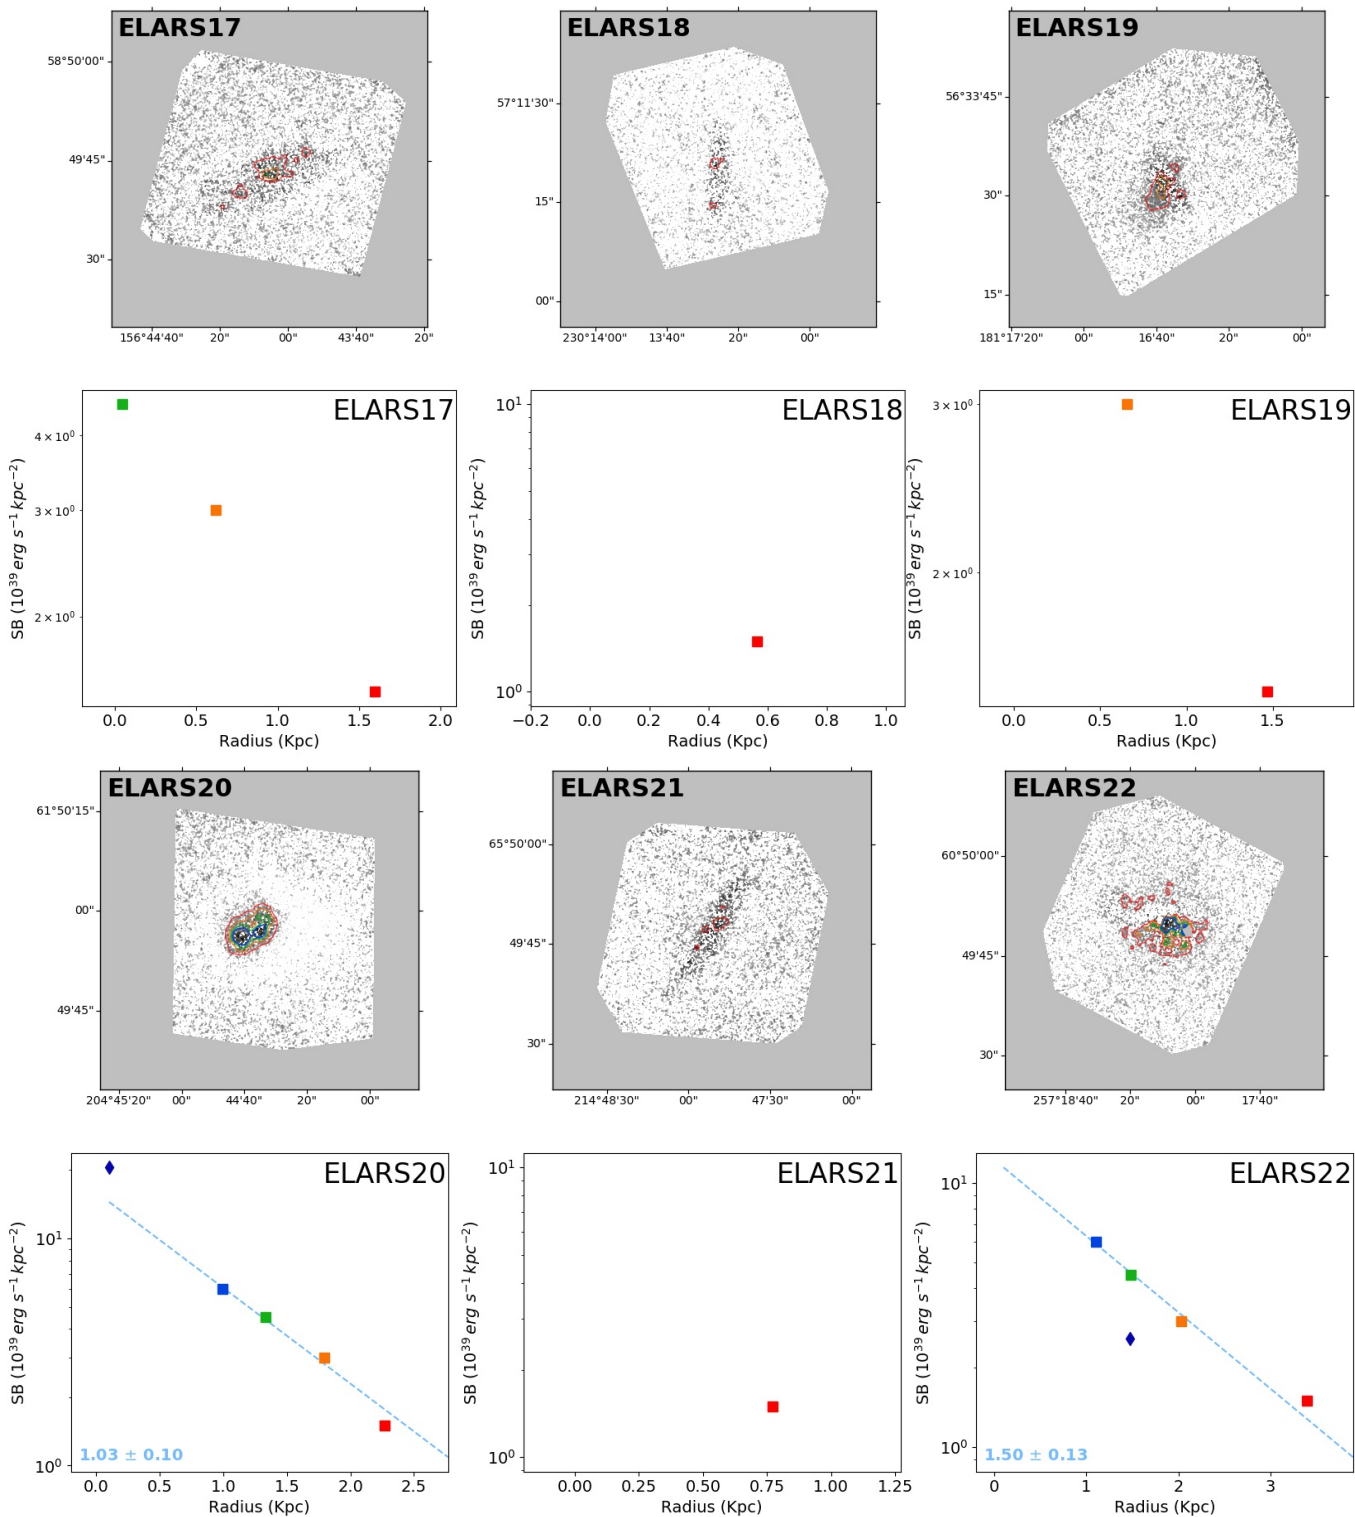 ELARS17 ELARS18 ELARS19
58°50'00" 57°11'30" 56°33'45"
49'45" 15" 30"
30" 00" 15"
156°44'40" 20" 00" 43'40" 20" 230°14'00" 13'40" 20" 00" 181°17'20" 00" 16'40" 20" 00"
ELARS17 ELARS18 ELARS19
SB (10³⁹ erg s⁻¹ kpc⁻²) SB (10³⁹ erg s⁻¹ kpc⁻²) SB (10³⁹ erg s⁻¹ kpc⁻²)
4 × 10⁰ 10¹ 3 × 10⁰
3 × 10⁰ 2 × 10⁰
2 × 10⁰ 10⁰
0.0 0.5 1.0 1.5 2.0 −0.2 0.0 0.2 0.4 0.6 0.8 1.0 0.0 0.5 1.0 1.5
Radius (Kpc) Radius (Kpc) Radius (Kpc)
ELARS20 ELARS21 ELARS22
61°50'15" 65°50'00" 60°50'00"
00" 49'45" 49'45"
49'45" 30" 30"
204°45'20" 00" 44'40" 20" 00" 214°48'30" 00" 47'30" 00" 257°18'40" 20" 00" 17'40"
ELARS20 ELARS21 ELARS22
SB (10³⁹ erg s⁻¹ kpc⁻²) SB (10³⁹ erg s⁻¹ kpc⁻²) SB (10³⁹ erg s⁻¹ kpc⁻²)
10¹ 10¹ 10¹
10⁰ 10⁰ 10⁰
1.03 ± 0.10 1.50 ± 0.13
0.0 0.5 1.0 1.5 2.0 2.5 0.00 0.25 0.50 0.75 1.00 1.25 0 1 2 3
Radius (Kpc) Radius (Kpc) Radius (Kpc)